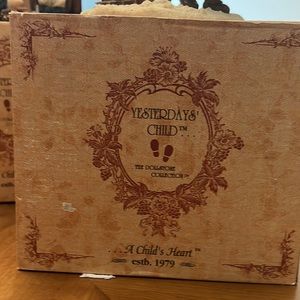 YESTERDAYS'
CHILD™....
THE DOLLSTONE
COLLECTION™
....A Child's Heart™
estb. 1979